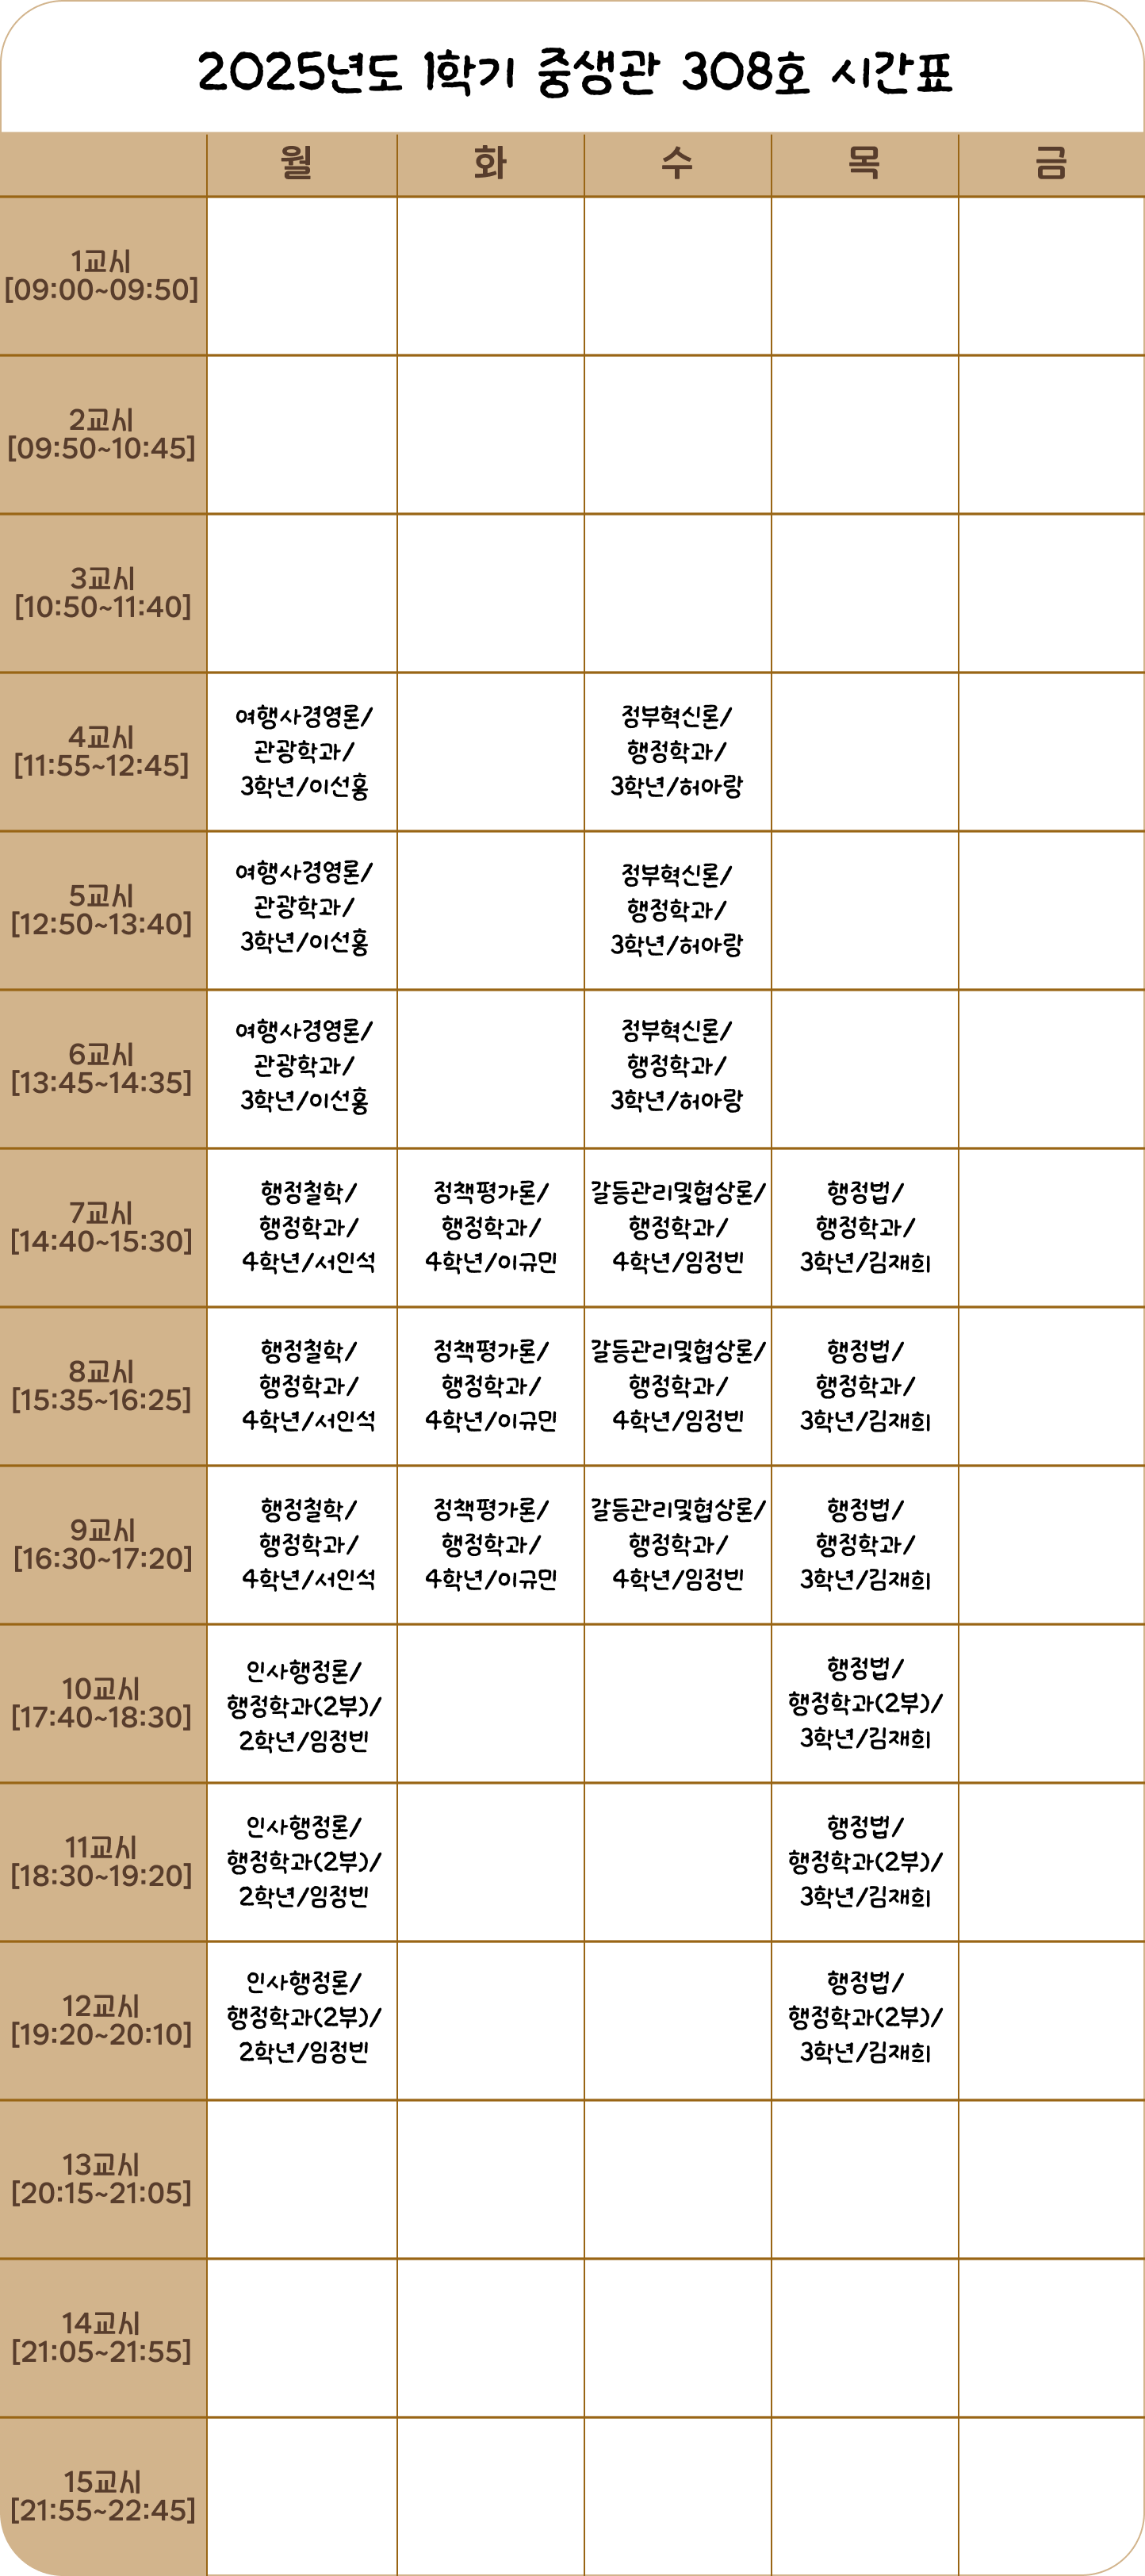 2025년도 1학기 중생관 308호 시간표
월 화 수 목 금
1교시
[09:00~09:50]
2교시
[09:50~10:45]
3교시
[10:50~11:40]
4교시
[11:55~12:45]
여행사경영론/
관광학과/
3학년/이선홍
정부혁신론/
행정학과/
3학년/허아랑
5교시
[12:50~13:40]
여행사경영론/
관광학과/
3학년/이선홍
정부혁신론/
행정학과/
3학년/허아랑
6교시
[13:45~14:35]
여행사경영론/
관광학과/
3학년/이선홍
정부혁신론/
행정학과/
3학년/허아랑
7교시
[14:40~15:30]
행정철학/
행정학과/
4학년/서인석
정책평가론/
행정학과/
4학년/이규민
갈등관리및협상론/
행정학과/
4학년/임정빈
행정법/
행정학과/
3학년/김재희
8교시
[15:35~16:25]
행정철학/
행정학과/
4학년/서인석
정책평가론/
행정학과/
4학년/이규민
갈등관리및협상론/
행정학과/
4학년/임정빈
행정법/
행정학과/
3학년/김재희
9교시
[16:30~17:20]
행정철학/
행정학과/
4학년/서인석
정책평가론/
행정학과/
4학년/이규민
갈등관리및협상론/
행정학과/
4학년/임정빈
행정법/
행정학과/
3학년/김재희
10교시
[17:40~18:30]
인사행정론/
행정학과(2부)/
2학년/임정빈
행정법/
행정학과(2부)/
3학년/김재희
11교시
[18:30~19:20]
인사행정론/
행정학과(2부)/
2학년/임정빈
행정법/
행정학과(2부)/
3학년/김재희
12교시
[19:20~20:10]
인사행정론/
행정학과(2부)/
2학년/임정빈
행정법/
행정학과(2부)/
3학년/김재희
13교시
[20:15~21:05]
14교시
[21:05~21:55]
15교시
[21:55~22:45]